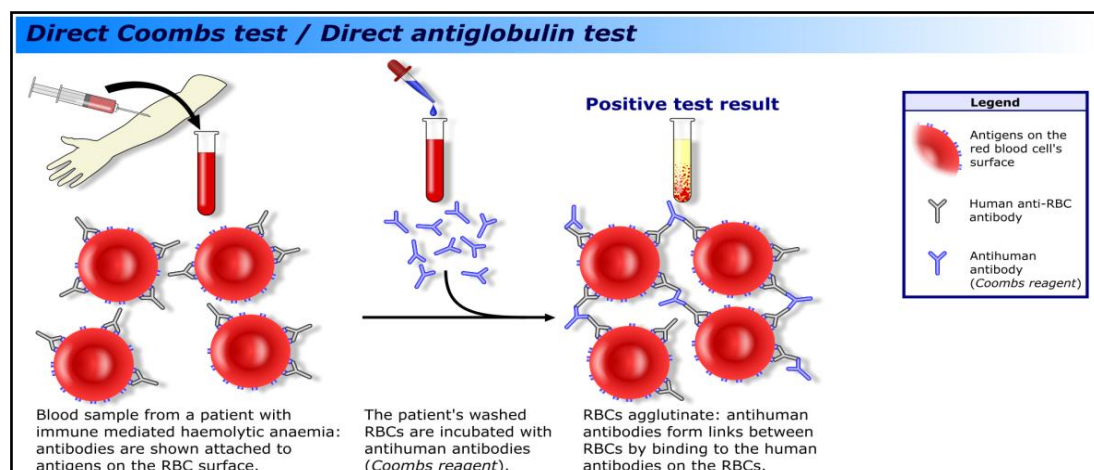 Direct Coombs test / Direct antiglobulin test
Positive test result
Legend
Antigens on the
red blood cell's
surface
Human anti-RBC
antibody
Antihuman
antibody
(Coombs reagent)
Blood sample from a patient with
immune mediated haemolytic anaemia:
antibodies are shown attached to
antigens on the RBC surface.
The patient's washed
RBCs are incubated with
antihuman antibodies
(Coombs reagent).
RBCs agglutinate: antihuman
antibodies form links between
RBCs by binding to the human
antibodies on the RBCs.